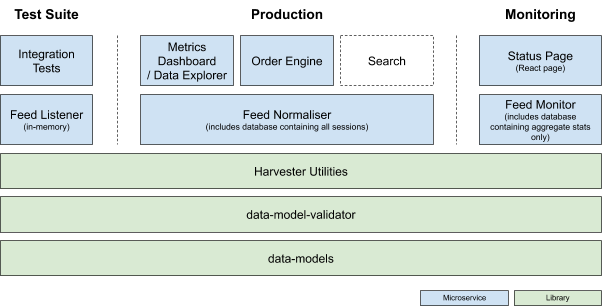 Test Suite
Production
Monitoring
Integration
Tests
Metrics
Dashboard
/ Data Explorer
Order Engine
Search
Status Page
(React page)
Feed Listener
(in-memory)
Feed Normaliser
(includes database containing all sessions)
Feed Monitor
(includes database
containing aggregate stats
only)
Harvester Utilities
data-model-validator
data-models
Microservice
Library